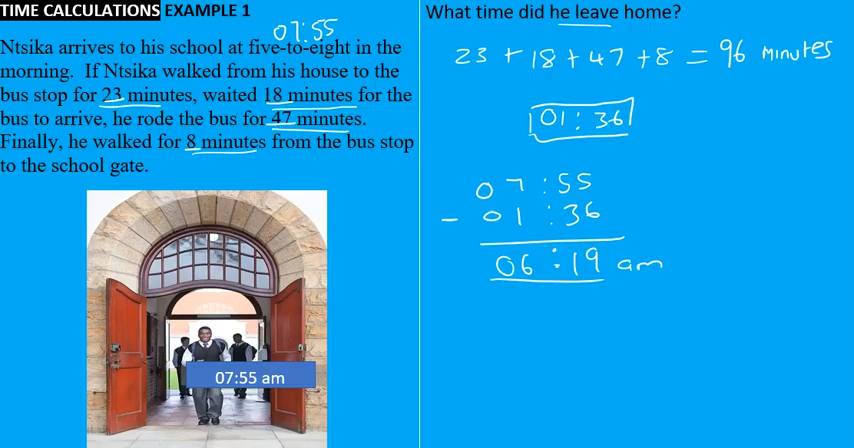 TIME CALCULATIONS EXAMPLE 1
07:55
Ntsika arrives to his school at five-to-eight in the
morning. If Ntsika walked from his house to the
bus stop for 23 minutes, waited 18 minutes for the
bus to arrive, he rode the bus for 47 minutes.
Finally, he walked for 8 minutes from the bus stop
to the school gate.
07:55 am
What time did he leave home?
23 + 18 + 47 + 8 = 96 minutes
01:36
07:55
- 01:36
06:19 am